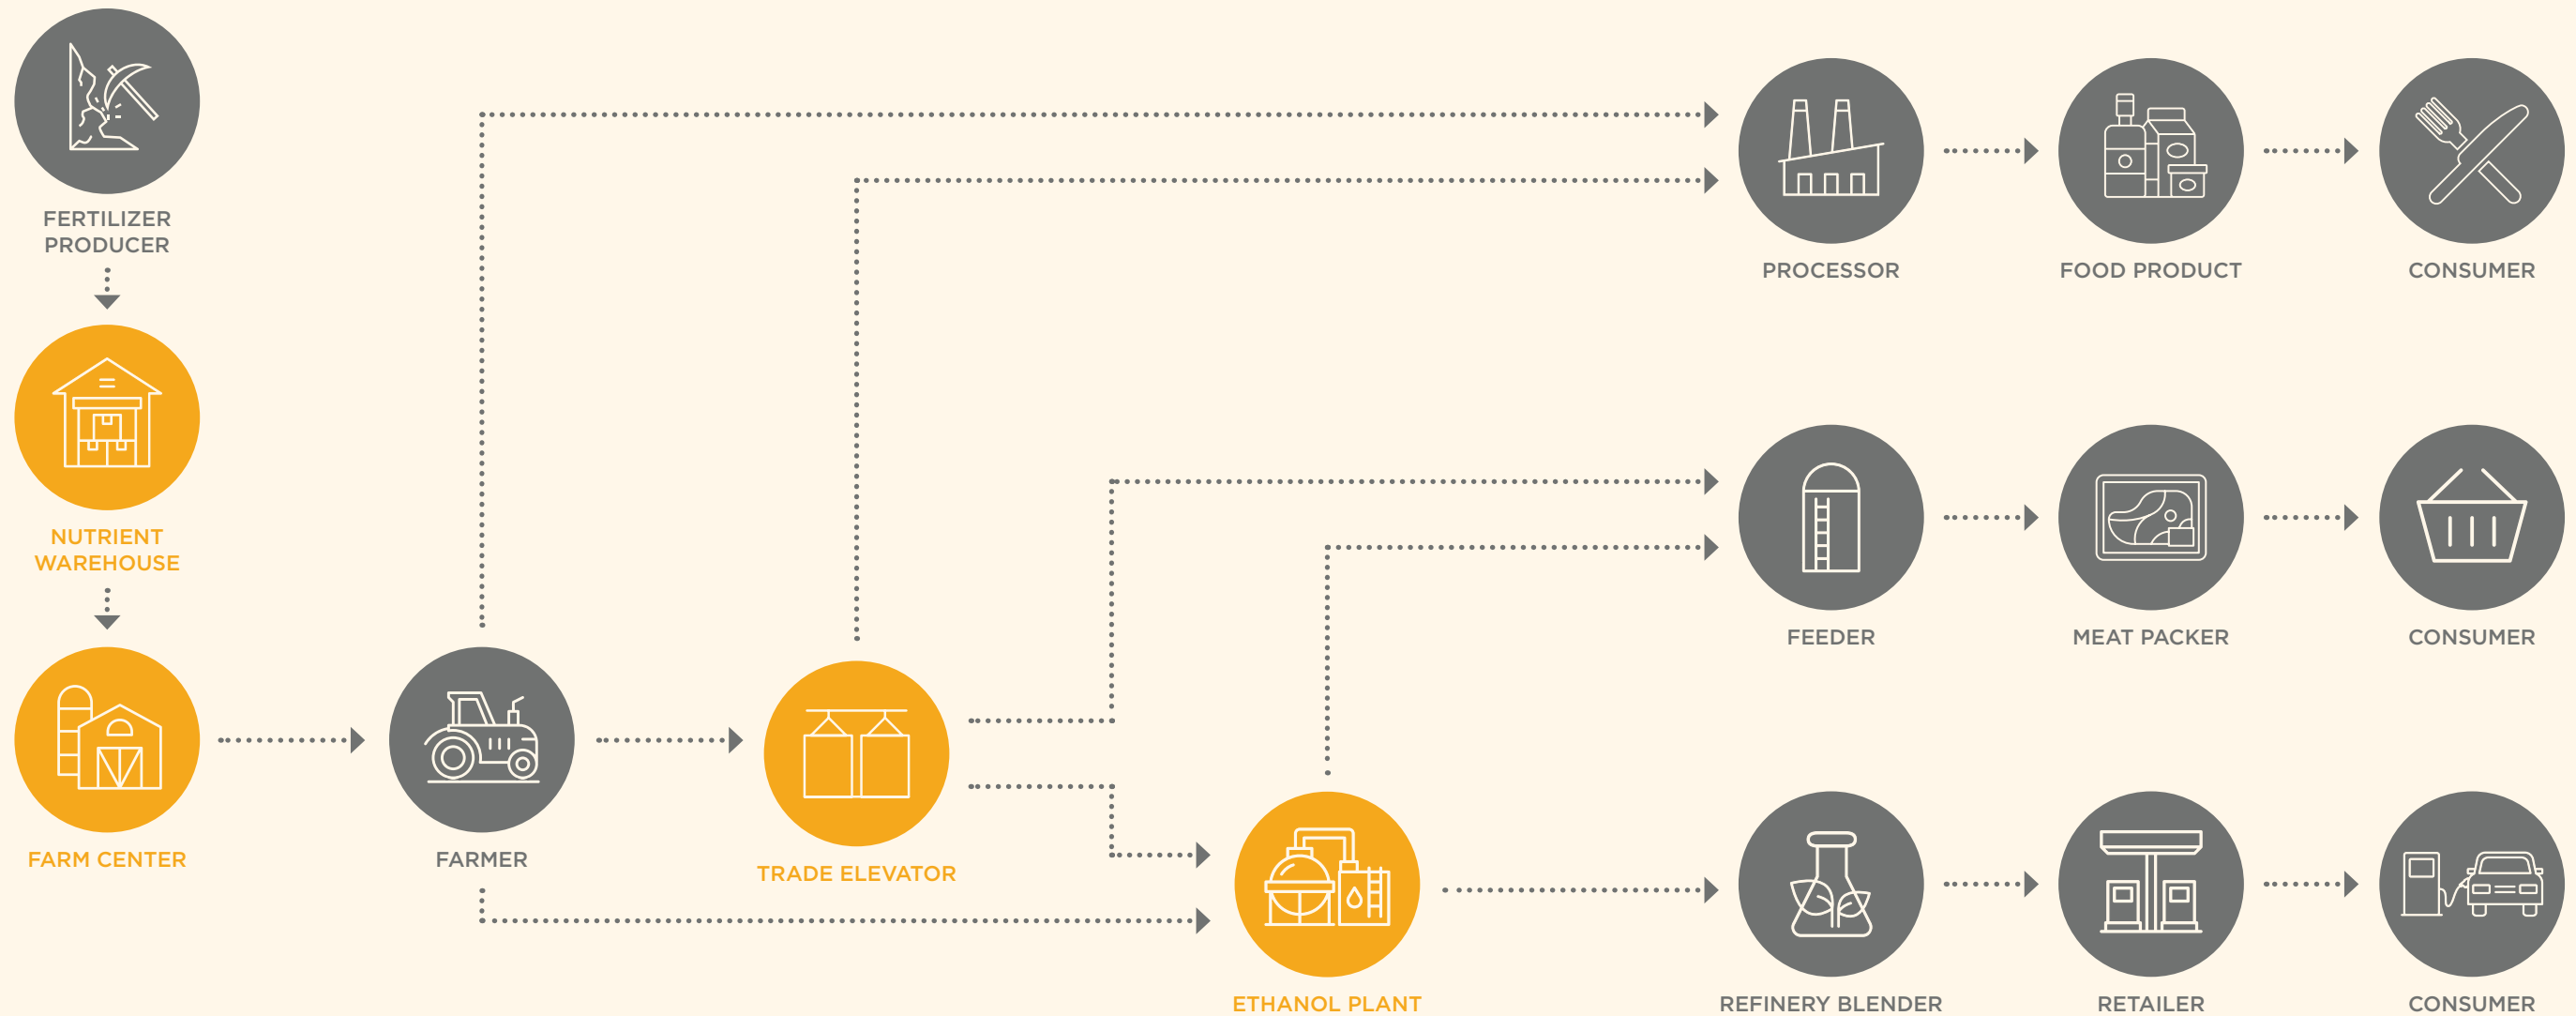 FERTILIZER
PRODUCER
PROCESSOR
FOOD PRODUCT
CONSUMER
NUTRIENT
WAREHOUSE
FEEDER
MEAT PACKER
CONSUMER
FARM CENTER
FARMER
TRADE ELEVATOR
ETHANOL PLANT
REFINERY BLENDER
RETAILER
CONSUMER